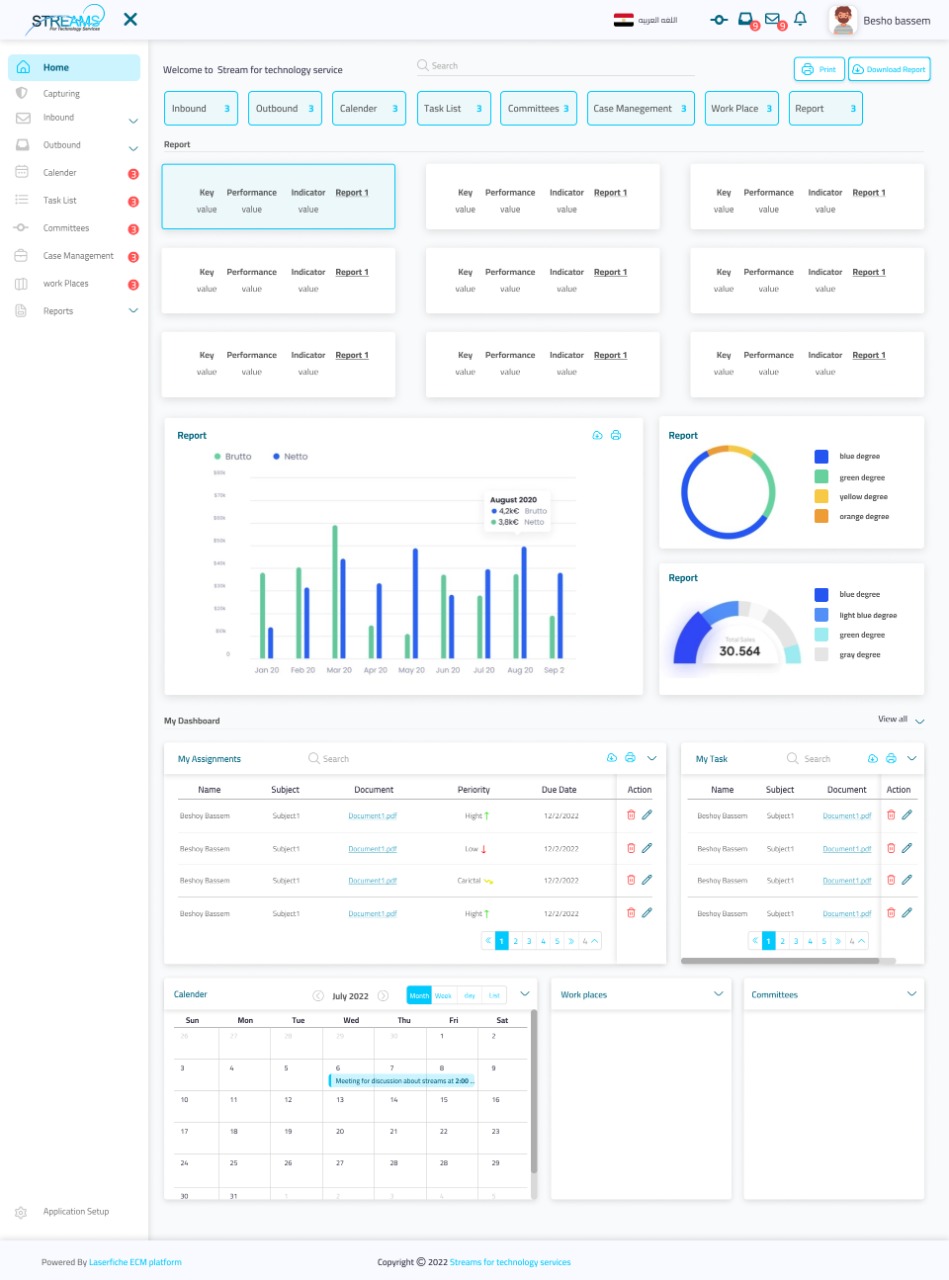 STREAMS
For Technology Services
اللغه العربيه
9
9
Besho bassem
Home
Capturing
Inbound
Outbound
Calender 3
Task List 3
Committees 3
Case Management 3
work Places 3
Reports
Application Setup
Welcome to Stream for technology service
Search
Print
Download Report
Inbound 3
Outbound 3
Calender 3
Task List 3
Committees 3
Case Manegement 3
Work Place 3
Report 3
Report
Key Performance Indicator Report 1
value value value
Key Performance Indicator Report 1
value value value
Key Performance Indicator Report 1
value value value
Key Performance Indicator Report 1
value value value
Key Performance Indicator Report 1
value value value
Key Performance Indicator Report 1
value value value
Key Performance Indicator Report 1
value value value
Key Performance Indicator Report 1
value value value
Key Performance Indicator Report 1
value value value
Report
Brutto Netto
$70k
0
August 2020
4,2k€ Brutto
3,8k€ Netto
Jan 20 Feb 20 Mar 20 Apr 20 May 20 Jun 20 Jul 20 Aug 20 Sep 2
Report
blue degree
green degree
yellow degree
orange degree
Report
Total Sales
30.564
blue degree
light blue degree
green degree
gray degree
My Dashboard
View all
My Assignments
Search
Name Subject Document Periority Due Date Action
Beshoy Bassem Subject1 Document1.pdf Hight 12/2/2022
Beshoy Bassem Subject1 Document1.pdf Low 12/2/2022
Beshoy Bassem Subject1 Document1.pdf Carictal 12/2/2022
Beshoy Bassem Subject1 Document1.pdf Hight 12/2/2022
« 1 2 3 4 5 » 4
My Task
Search
Name Subject Document Action
Beshoy Bassem Subject1 Document1.pdf
Beshoy Bassem Subject1 Document1.pdf
Beshoy Bassem Subject1 Document1.pdf
Beshoy Bassem Subject1 Document1.pdf
« 1 2 3 4 5 » 4
Calender
July 2022
Month Week day List
Sun Mon Tue Wed Thu Fri Sat
26 27 28 29 30 1 2
3 4 5 6 7 8 9
Meeting for discussion about streams at 2:00 ..
10 11 12 13 14 15 16
17 18 19 20 21 22 23
24 25 26 27 28 28 29
30 31 1 2 3 4 5
Work places
Committees
Powered By Laserfiche ECM platform
Copyright © 2022 Streams for technology services